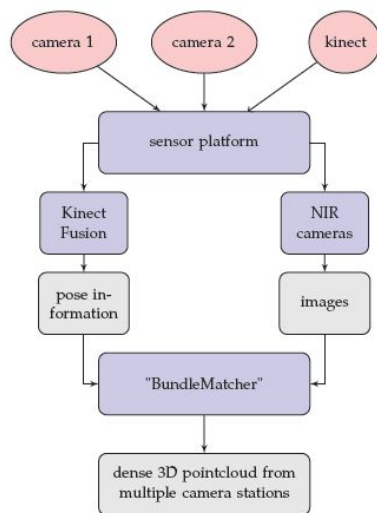 camera 1
camera 2
kinect
sensor platform
Kinect
Fusion
NIR
cameras
pose in-
formation
images
"BundleMatcher"
dense 3D pointcloud from
multiple camera stations